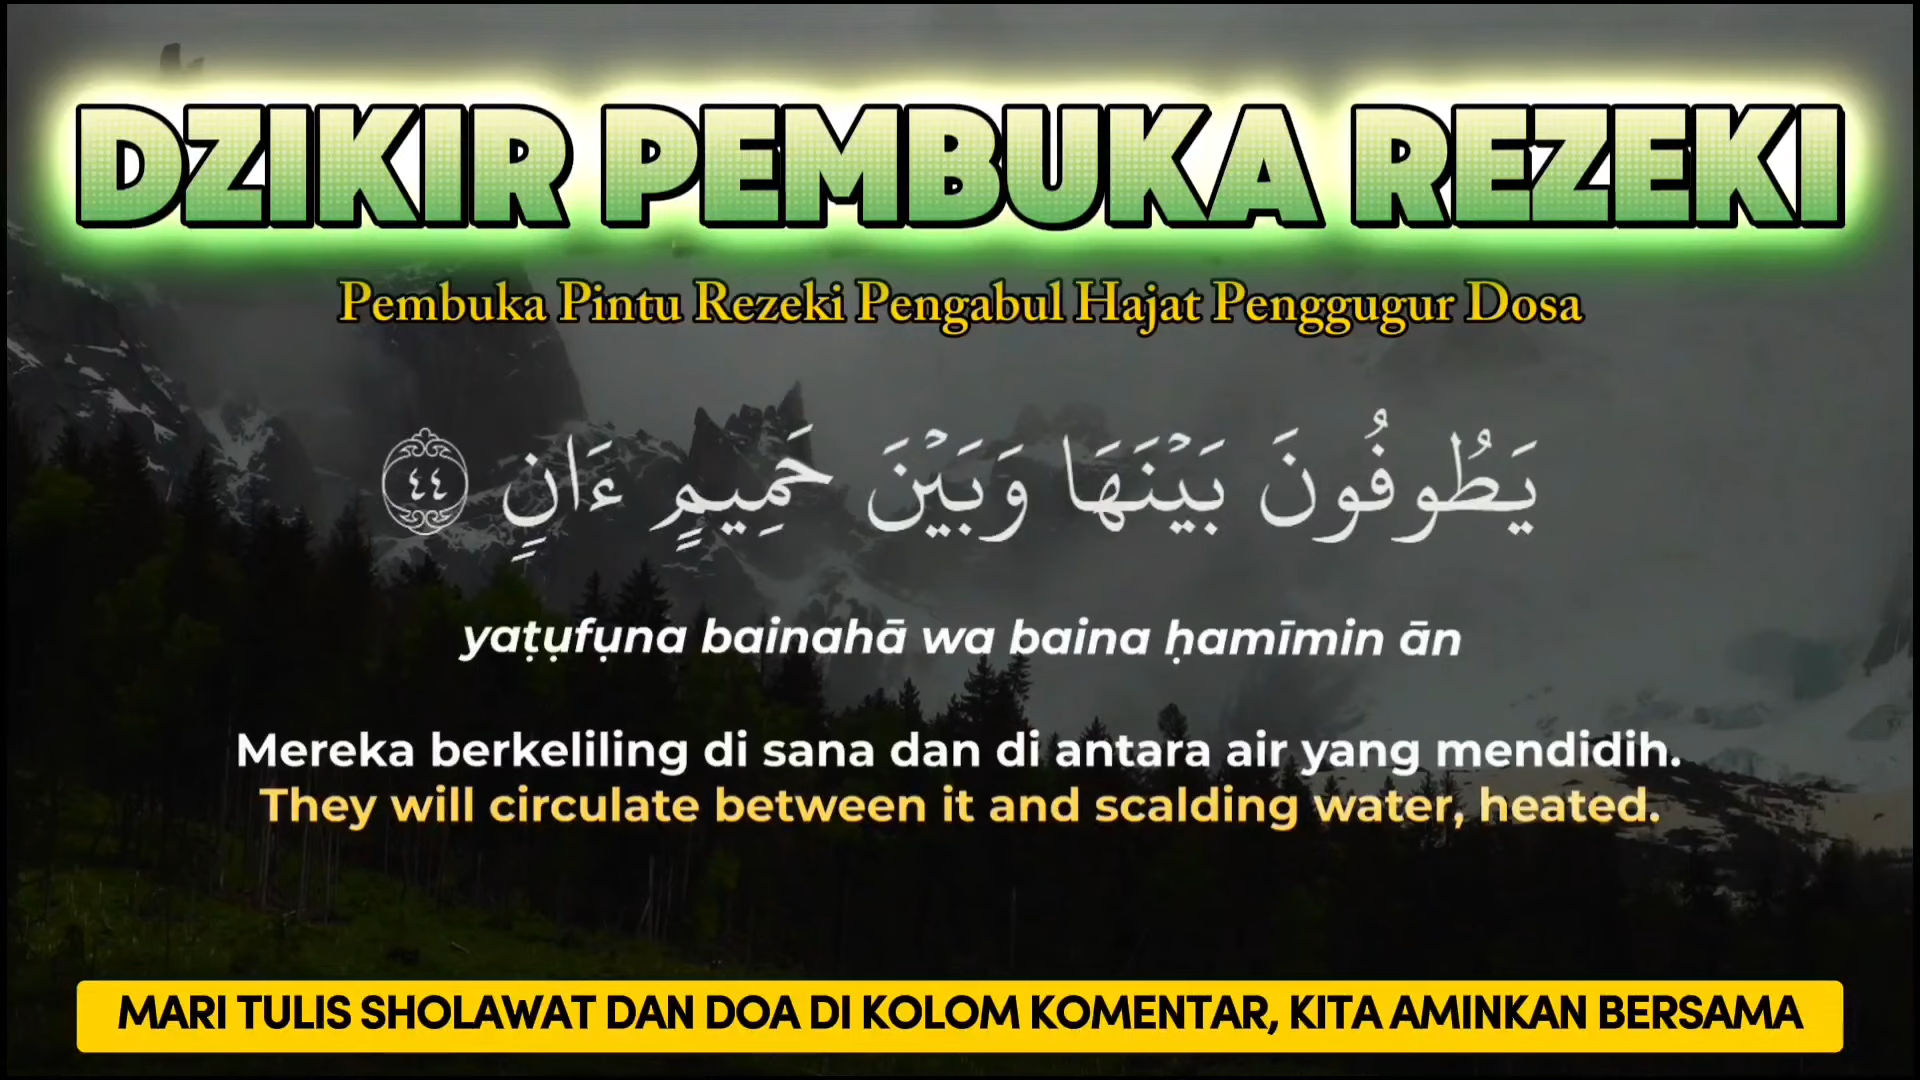 DZIKIR PEMBUKA REZEKI
Pembuka Pintu Rezeki Pengabul Hajat Penggugur Dosa
يَطُوفُونَ بَيْنَهَا وَبَيْنَ حَمِيمٍ ءَانٍ ٤٤
yaṭụfụna bainahā wa baina ḥamīmin ān
Mereka berkeliling di sana dan di antara air yang mendidih.
They will circulate between it and scalding water, heated.
MARI TULIS SHOLAWAT DAN DOA DI KOLOM KOMENTAR, KITA AMINKAN BERSAMA